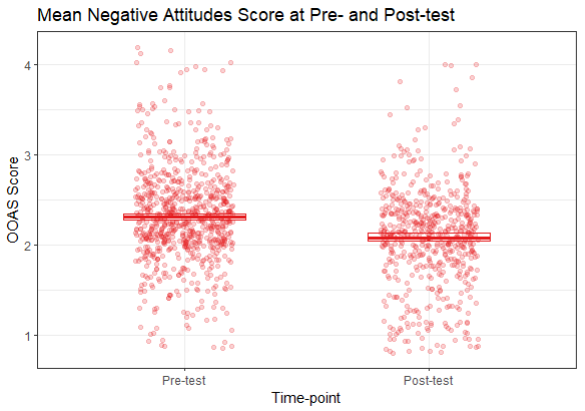 Mean Negative Attitudes Score at Pre- and Post-test
4
3
2
1
OOAS Score
Pre-test
Post-test
Time-point